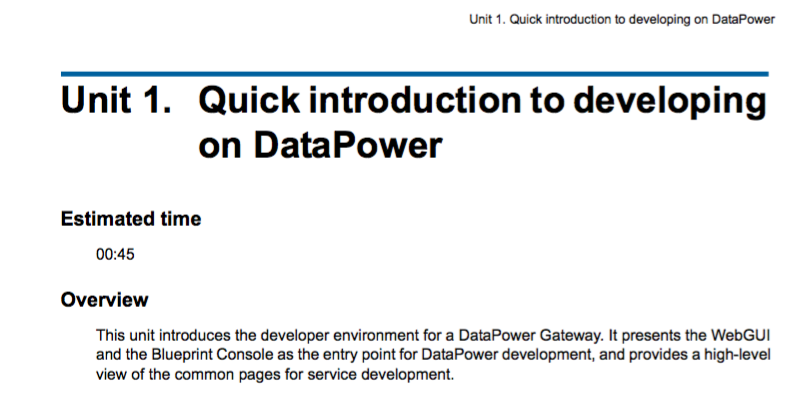 Unit 1. Quick introduction to developing on DataPower
Unit 1. Quick introduction to developing
on DataPower
Estimated time
00:45
Overview
This unit introduces the developer environment for a DataPower Gateway. It presents the WebGUI
and the Blueprint Console as the entry point for DataPower development, and provides a high-level
view of the common pages for service development.